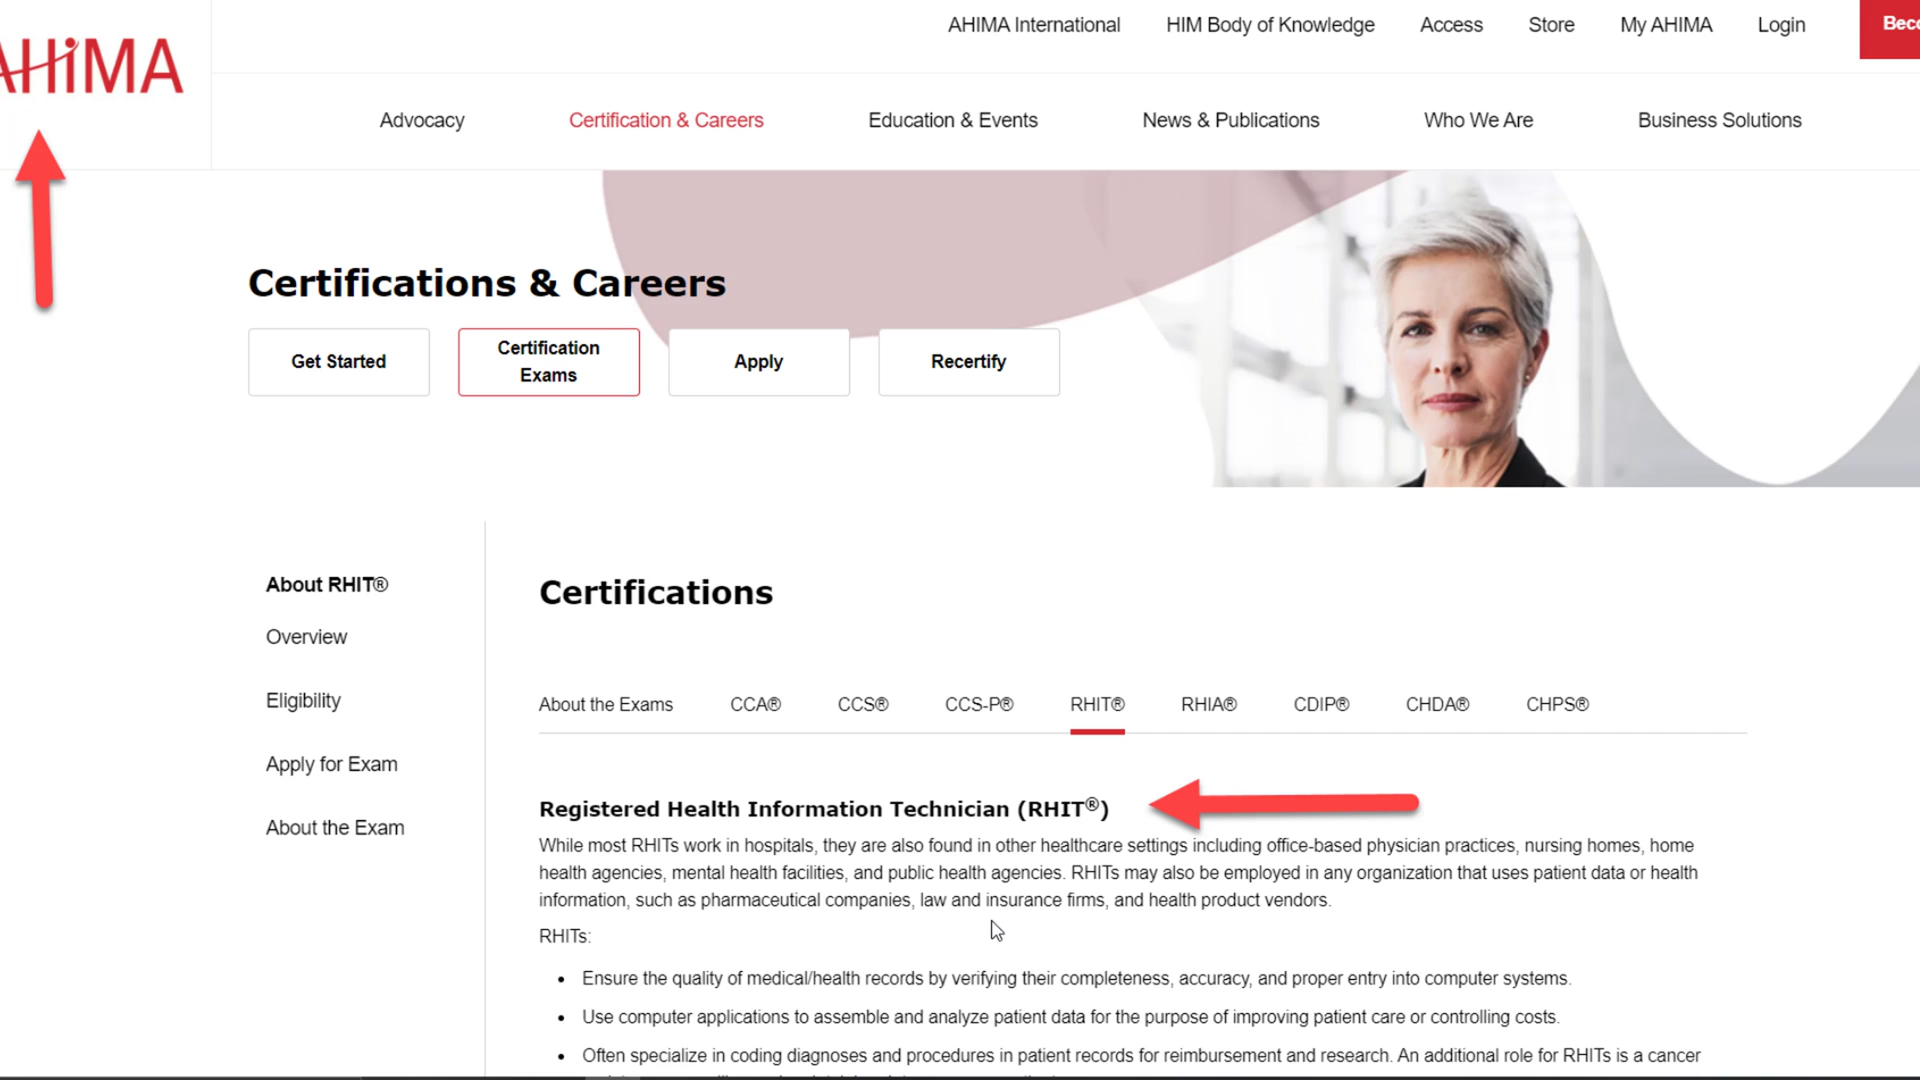 AHIMA International HIM Body of Knowledge Access Store My AHIMA Login
AHIMA
Advocacy Certification & Careers Education & Events News & Publications Who We Are Business Solutions
Certifications & Careers
Get Started
Certification
Exams
Apply
Recertify
About RHIT®
Overview
Eligibility
Apply for Exam
About the Exam
Certifications
About the Exams CCA® CCS® CCS-P® RHIT® RHIA® CDIP® CHDA® CHPS®
Registered Health Information Technician (RHIT®)
While most RHITs work in hospitals, they are also found in other healthcare settings including office-based physician practices, nursing homes, home
health agencies, mental health facilities, and public health agencies. RHITs may also be employed in any organization that uses patient data or health
information, such as pharmaceutical companies, law and insurance firms, and health product vendors.
RHITs:
• Ensure the quality of medical/health records by verifying their completeness, accuracy, and proper entry into computer systems.
• Use computer applications to assemble and analyze patient data for the purpose of improving patient care or controlling costs.
• Often specialize in coding diagnoses and procedures in patient records for reimbursement and research. An additional role for RHITs is a cancer